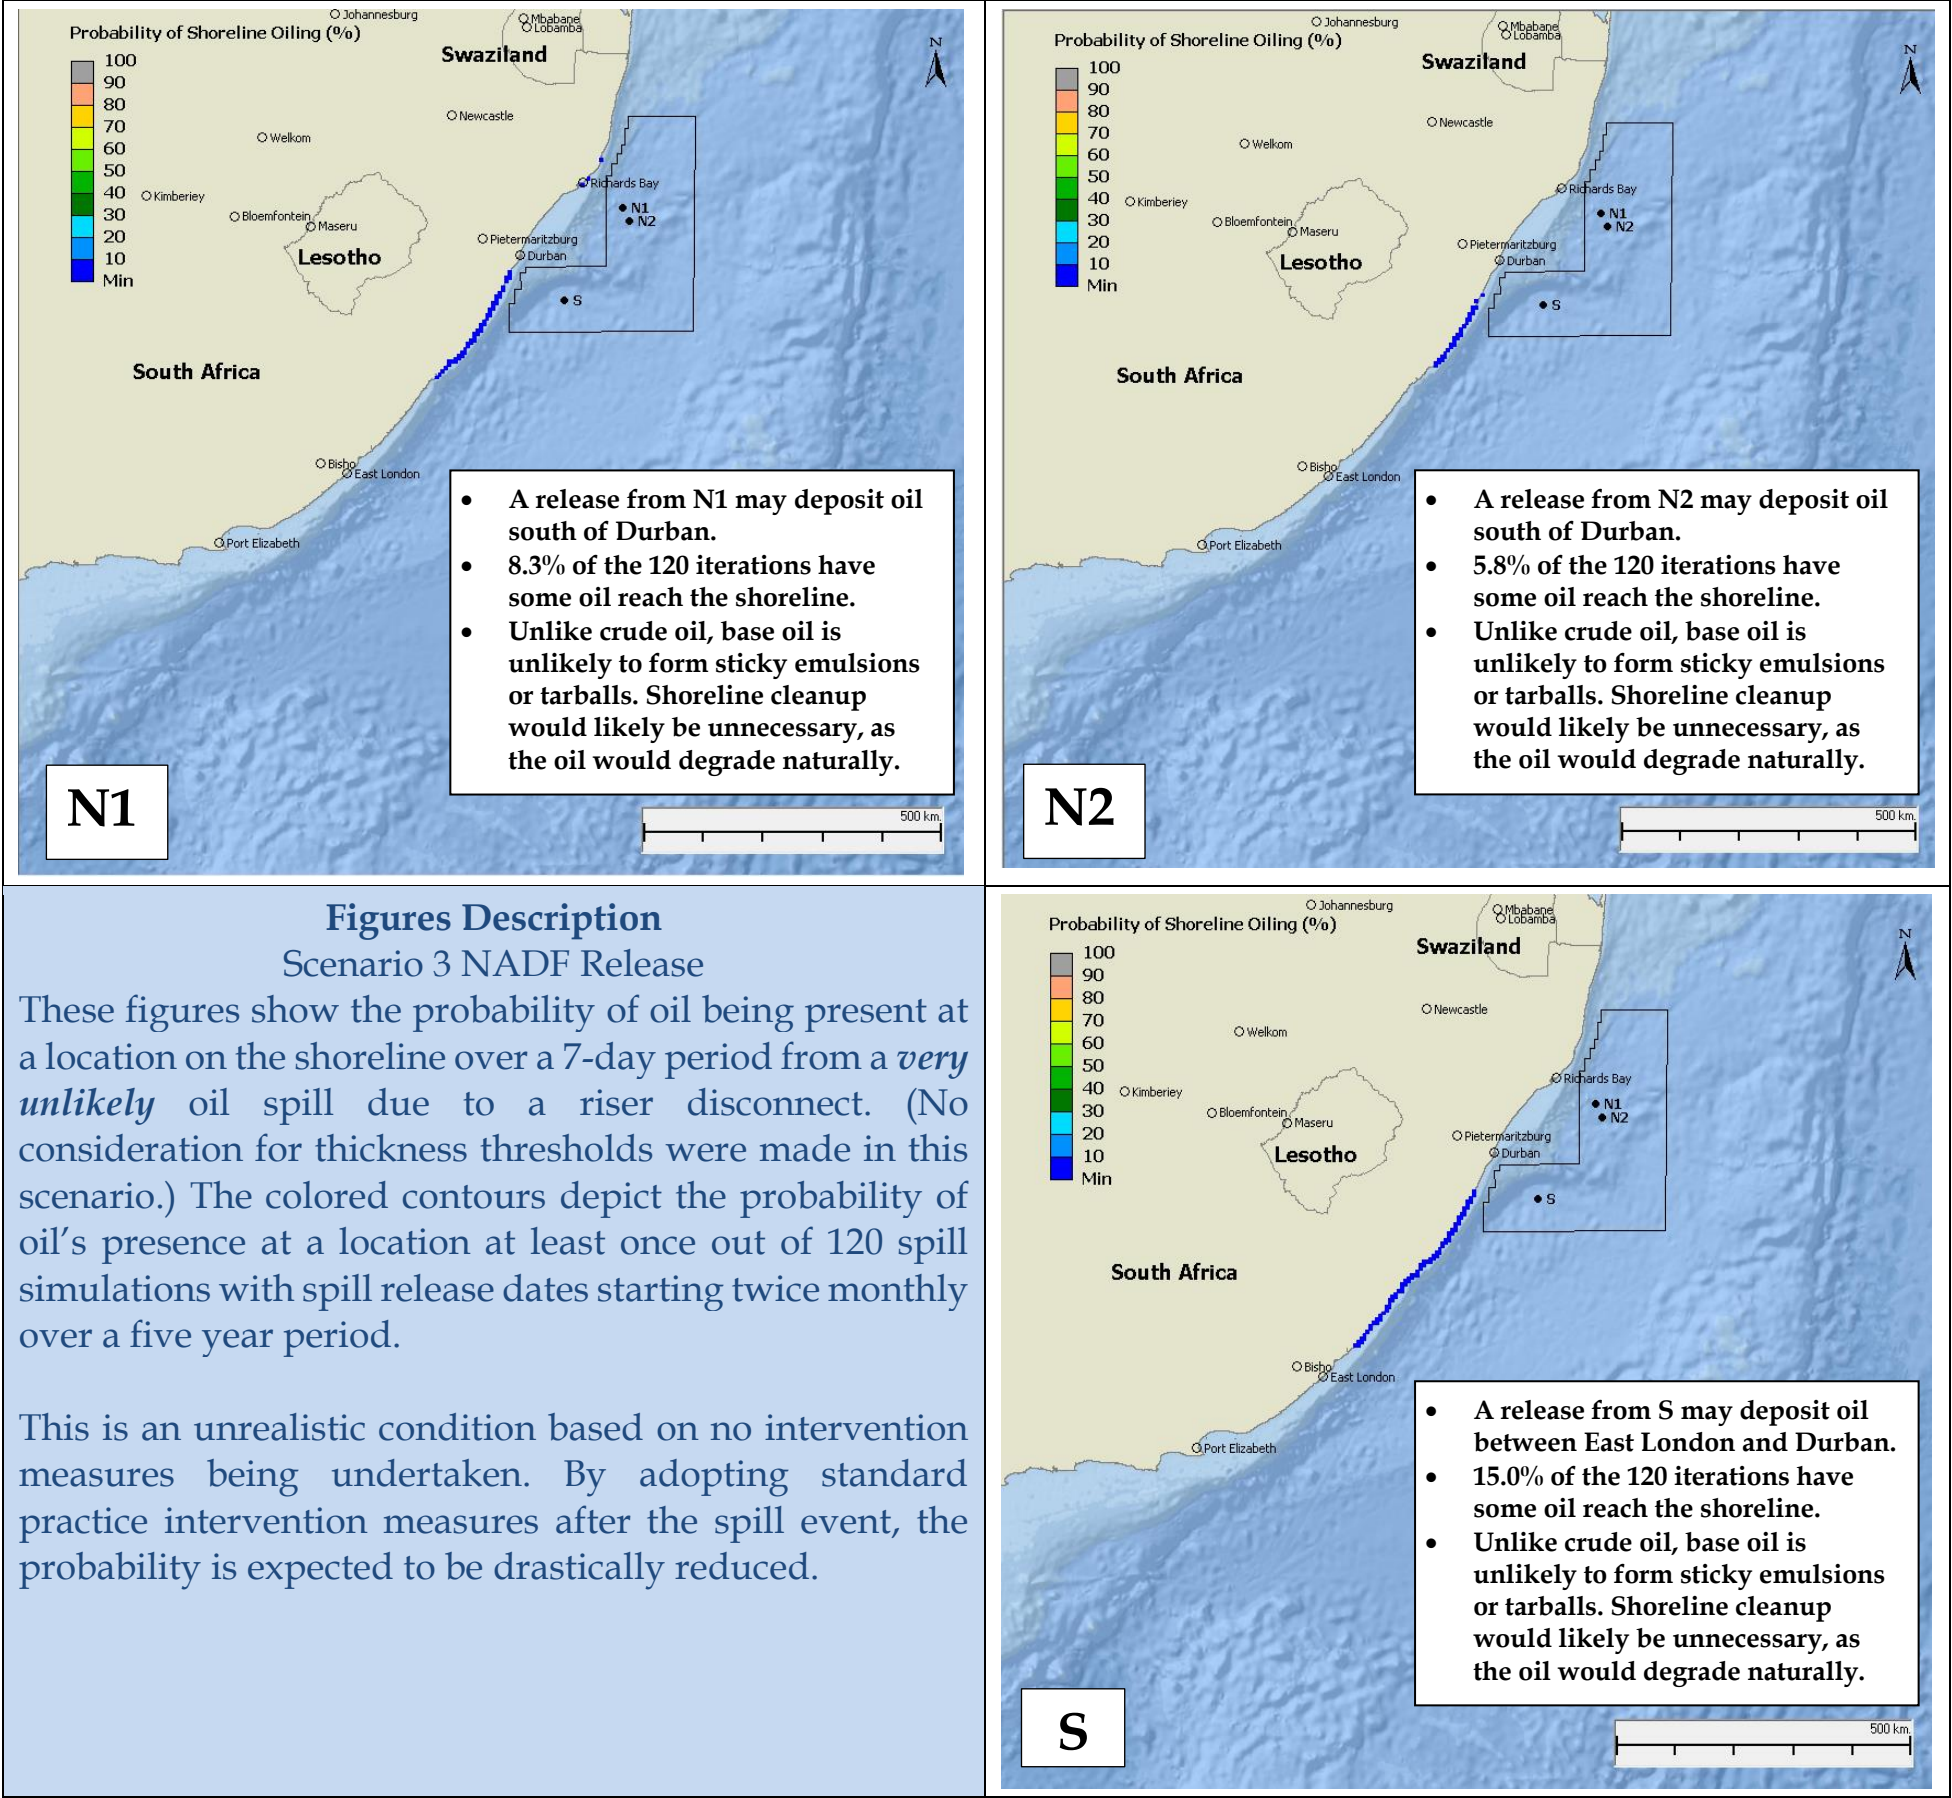 Probability of Shoreline Oiling (%)
100
90
80
70
60
50
40
30
20
10
Min
Johannesburg
Mbabane
Lobamba
Swaziland
N
Newcastle
Welkom
Richards Bay
Kimberley
N1
Bloemfontein
N2
Maseru
Pietermaritzburg
Lesotho
Durban
S
South Africa
Bisho
East London
Port Elizabeth
• A release from N1 may deposit oil
south of Durban.
• 8.3% of the 120 iterations have
some oil reach the shoreline.
• Unlike crude oil, base oil is
unlikely to form sticky emulsions
or tarballs. Shoreline cleanup
would likely be unnecessary, as
the oil would degrade naturally.
N1
500 km.
Probability of Shoreline Oiling (%)
100
90
80
70
60
50
40
30
20
10
Min
Johannesburg
Mbabane
Lobamba
Swaziland
N
Newcastle
Welkom
Richards Bay
Kimberley
N1
Bloemfontein
N2
Maseru
Pietermaritzburg
Lesotho
Durban
S
South Africa
Bisho
East London
Port Elizabeth
• A release from N2 may deposit oil
south of Durban.
• 5.8% of the 120 iterations have
some oil reach the shoreline.
• Unlike crude oil, base oil is
unlikely to form sticky emulsions
or tarballs. Shoreline cleanup
would likely be unnecessary, as
the oil would degrade naturally.
N2
500 km.
Figures Description
Scenario 3 NADF Release
These figures show the probability of oil being present at
a location on the shoreline over a 7-day period from a very
unlikely oil spill due to a riser disconnect. (No
consideration for thickness thresholds were made in this
scenario.) The colored contours depict the probability of
oil's presence at a location at least once out of 120 spill
simulations with spill release dates starting twice monthly
over a five year period.
This is an unrealistic condition based on no intervention
measures being undertaken. By adopting standard
practice intervention measures after the spill event, the
probability is expected to be drastically reduced.
Probability of Shoreline Oiling (%)
100
90
80
70
60
50
40
30
20
10
Min
Johannesburg
Mbabane
Lobamba
Swaziland
N
Newcastle
Welkom
Richards Bay
Kimberley
N1
Bloemfontein
N2
Maseru
Pietermaritzburg
Lesotho
Durban
S
South Africa
Bisho
East London
Port Elizabeth
• A release from S may deposit oil
between East London and Durban.
• 15.0% of the 120 iterations have
some oil reach the shoreline.
• Unlike crude oil, base oil is
unlikely to form sticky emulsions
or tarballs. Shoreline cleanup
would likely be unnecessary, as
the oil would degrade naturally.
S
500 km.